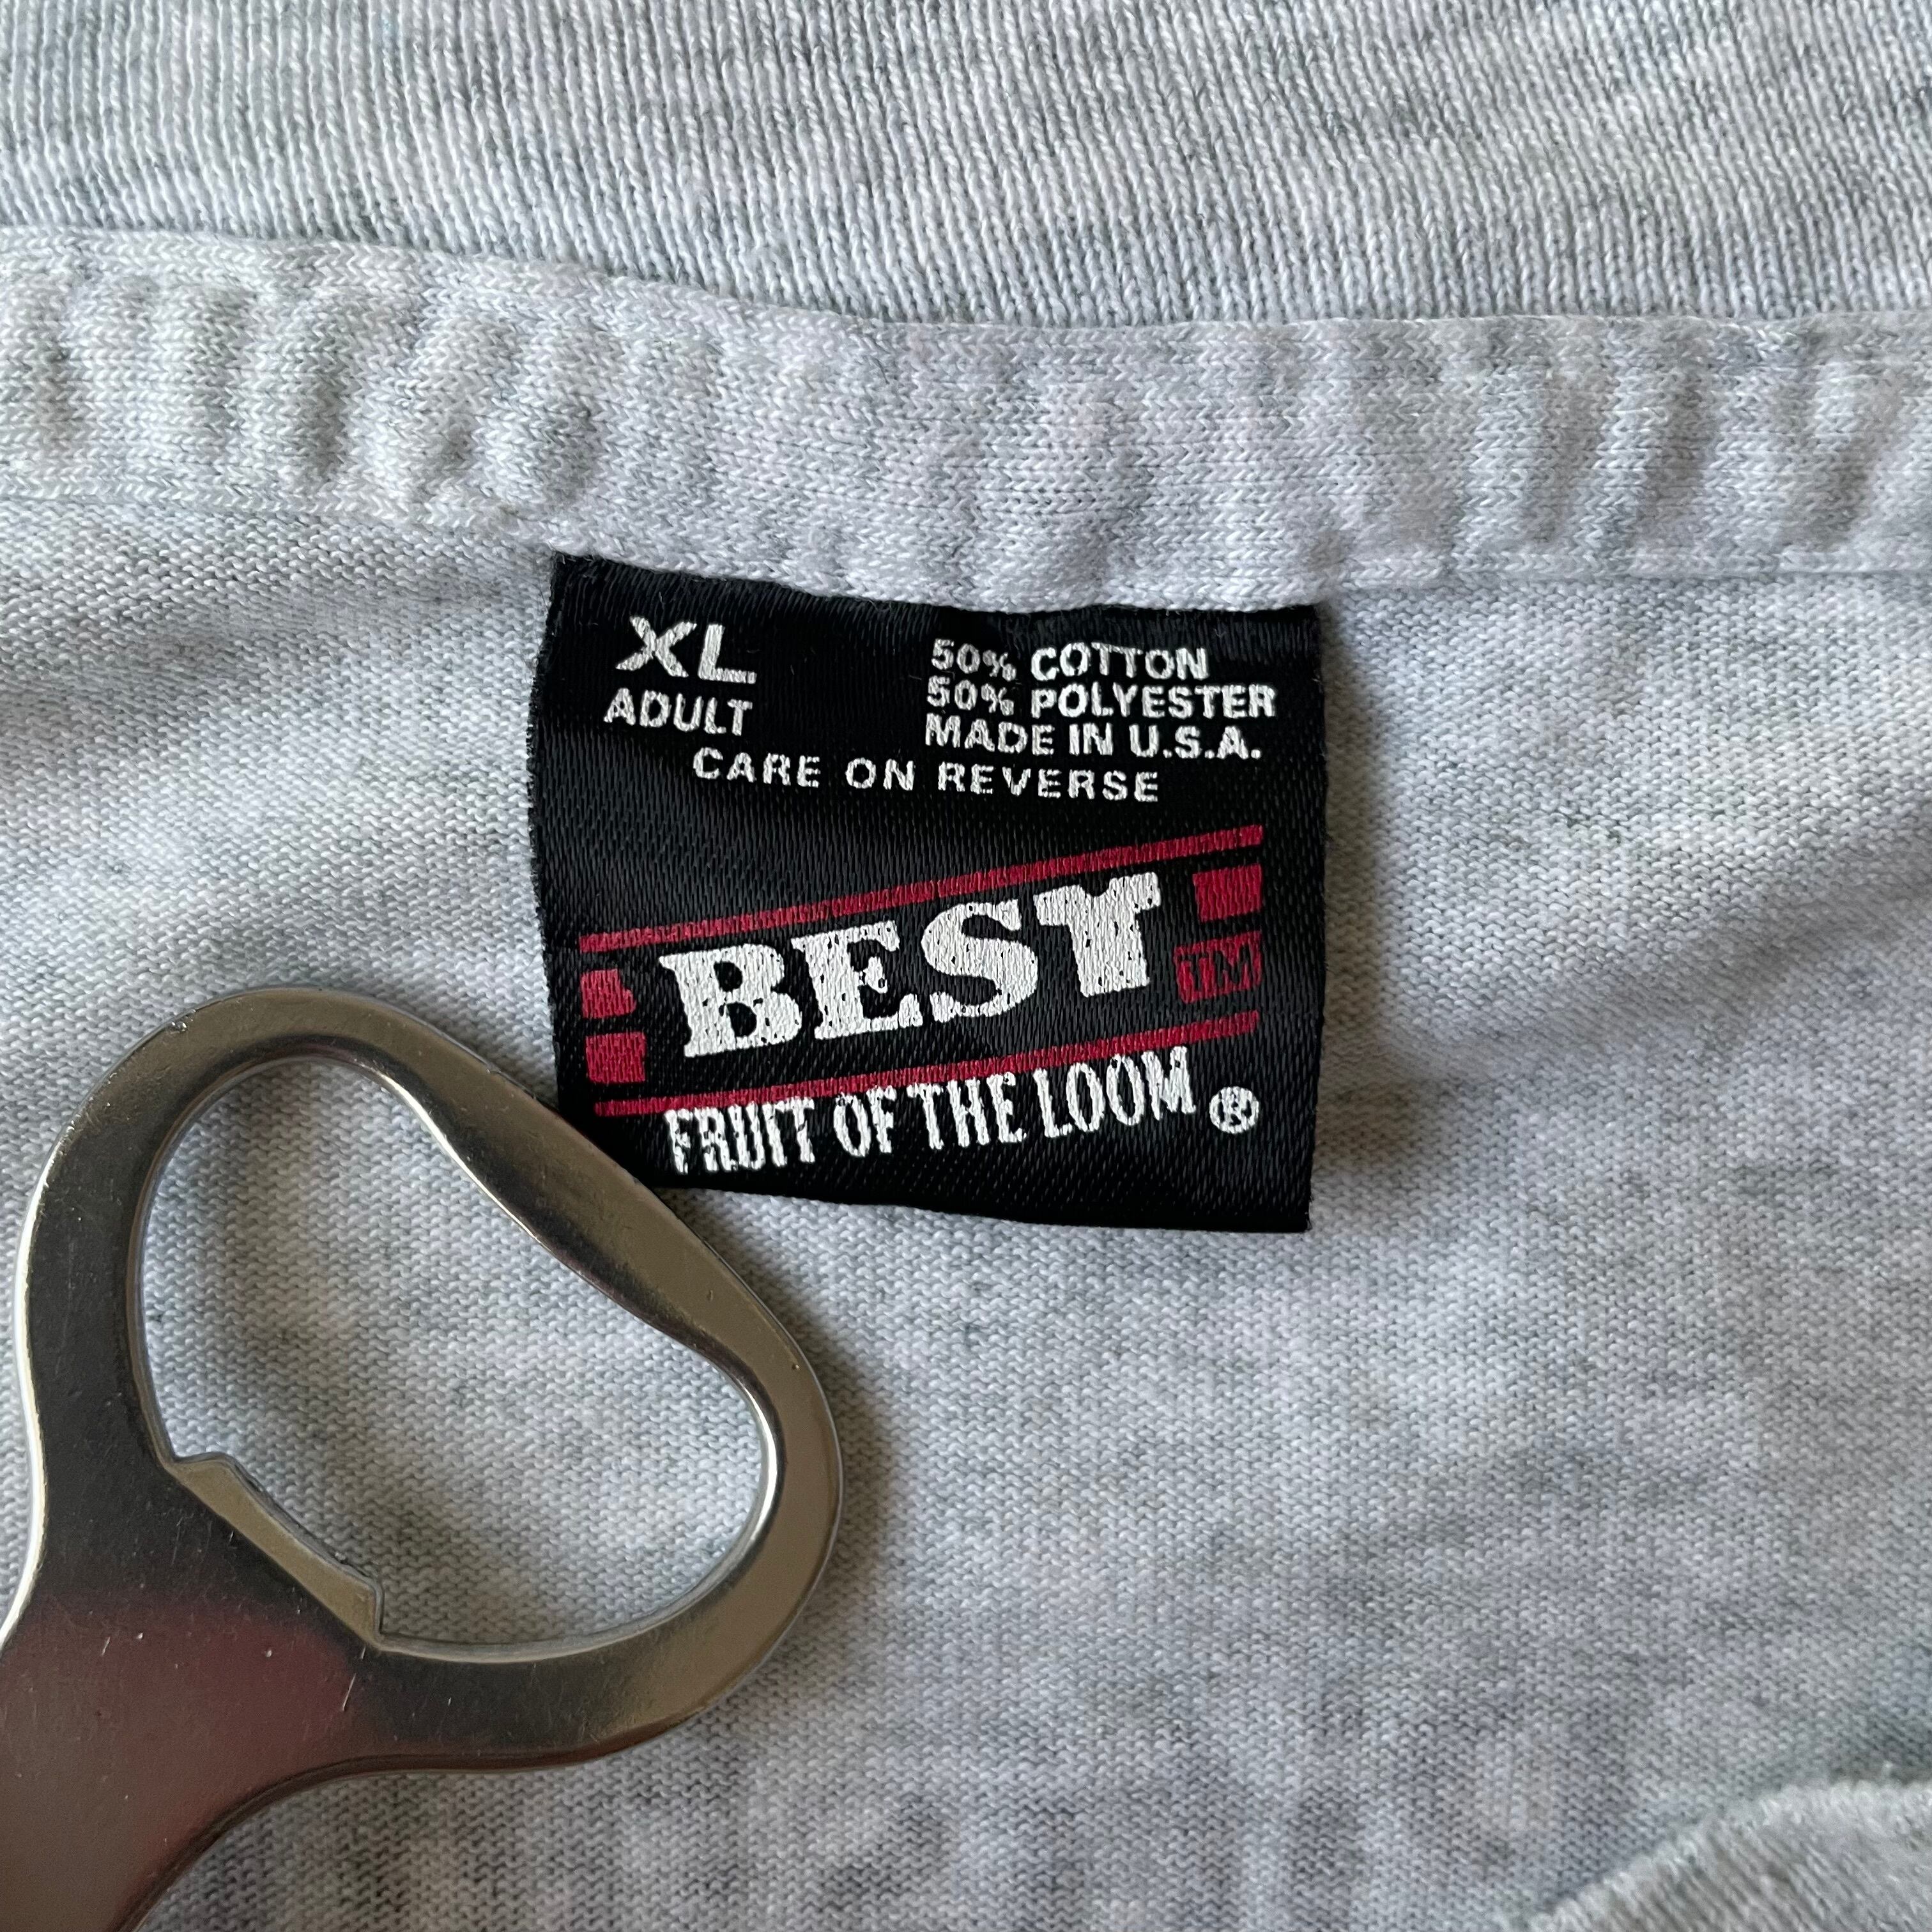 XL
ADULT
50% COTTON
50% POLYESTER
MADE IN U.S.A.
CARE ON REVERSE
BEST TM
FRUIT OF THE LOOM ®